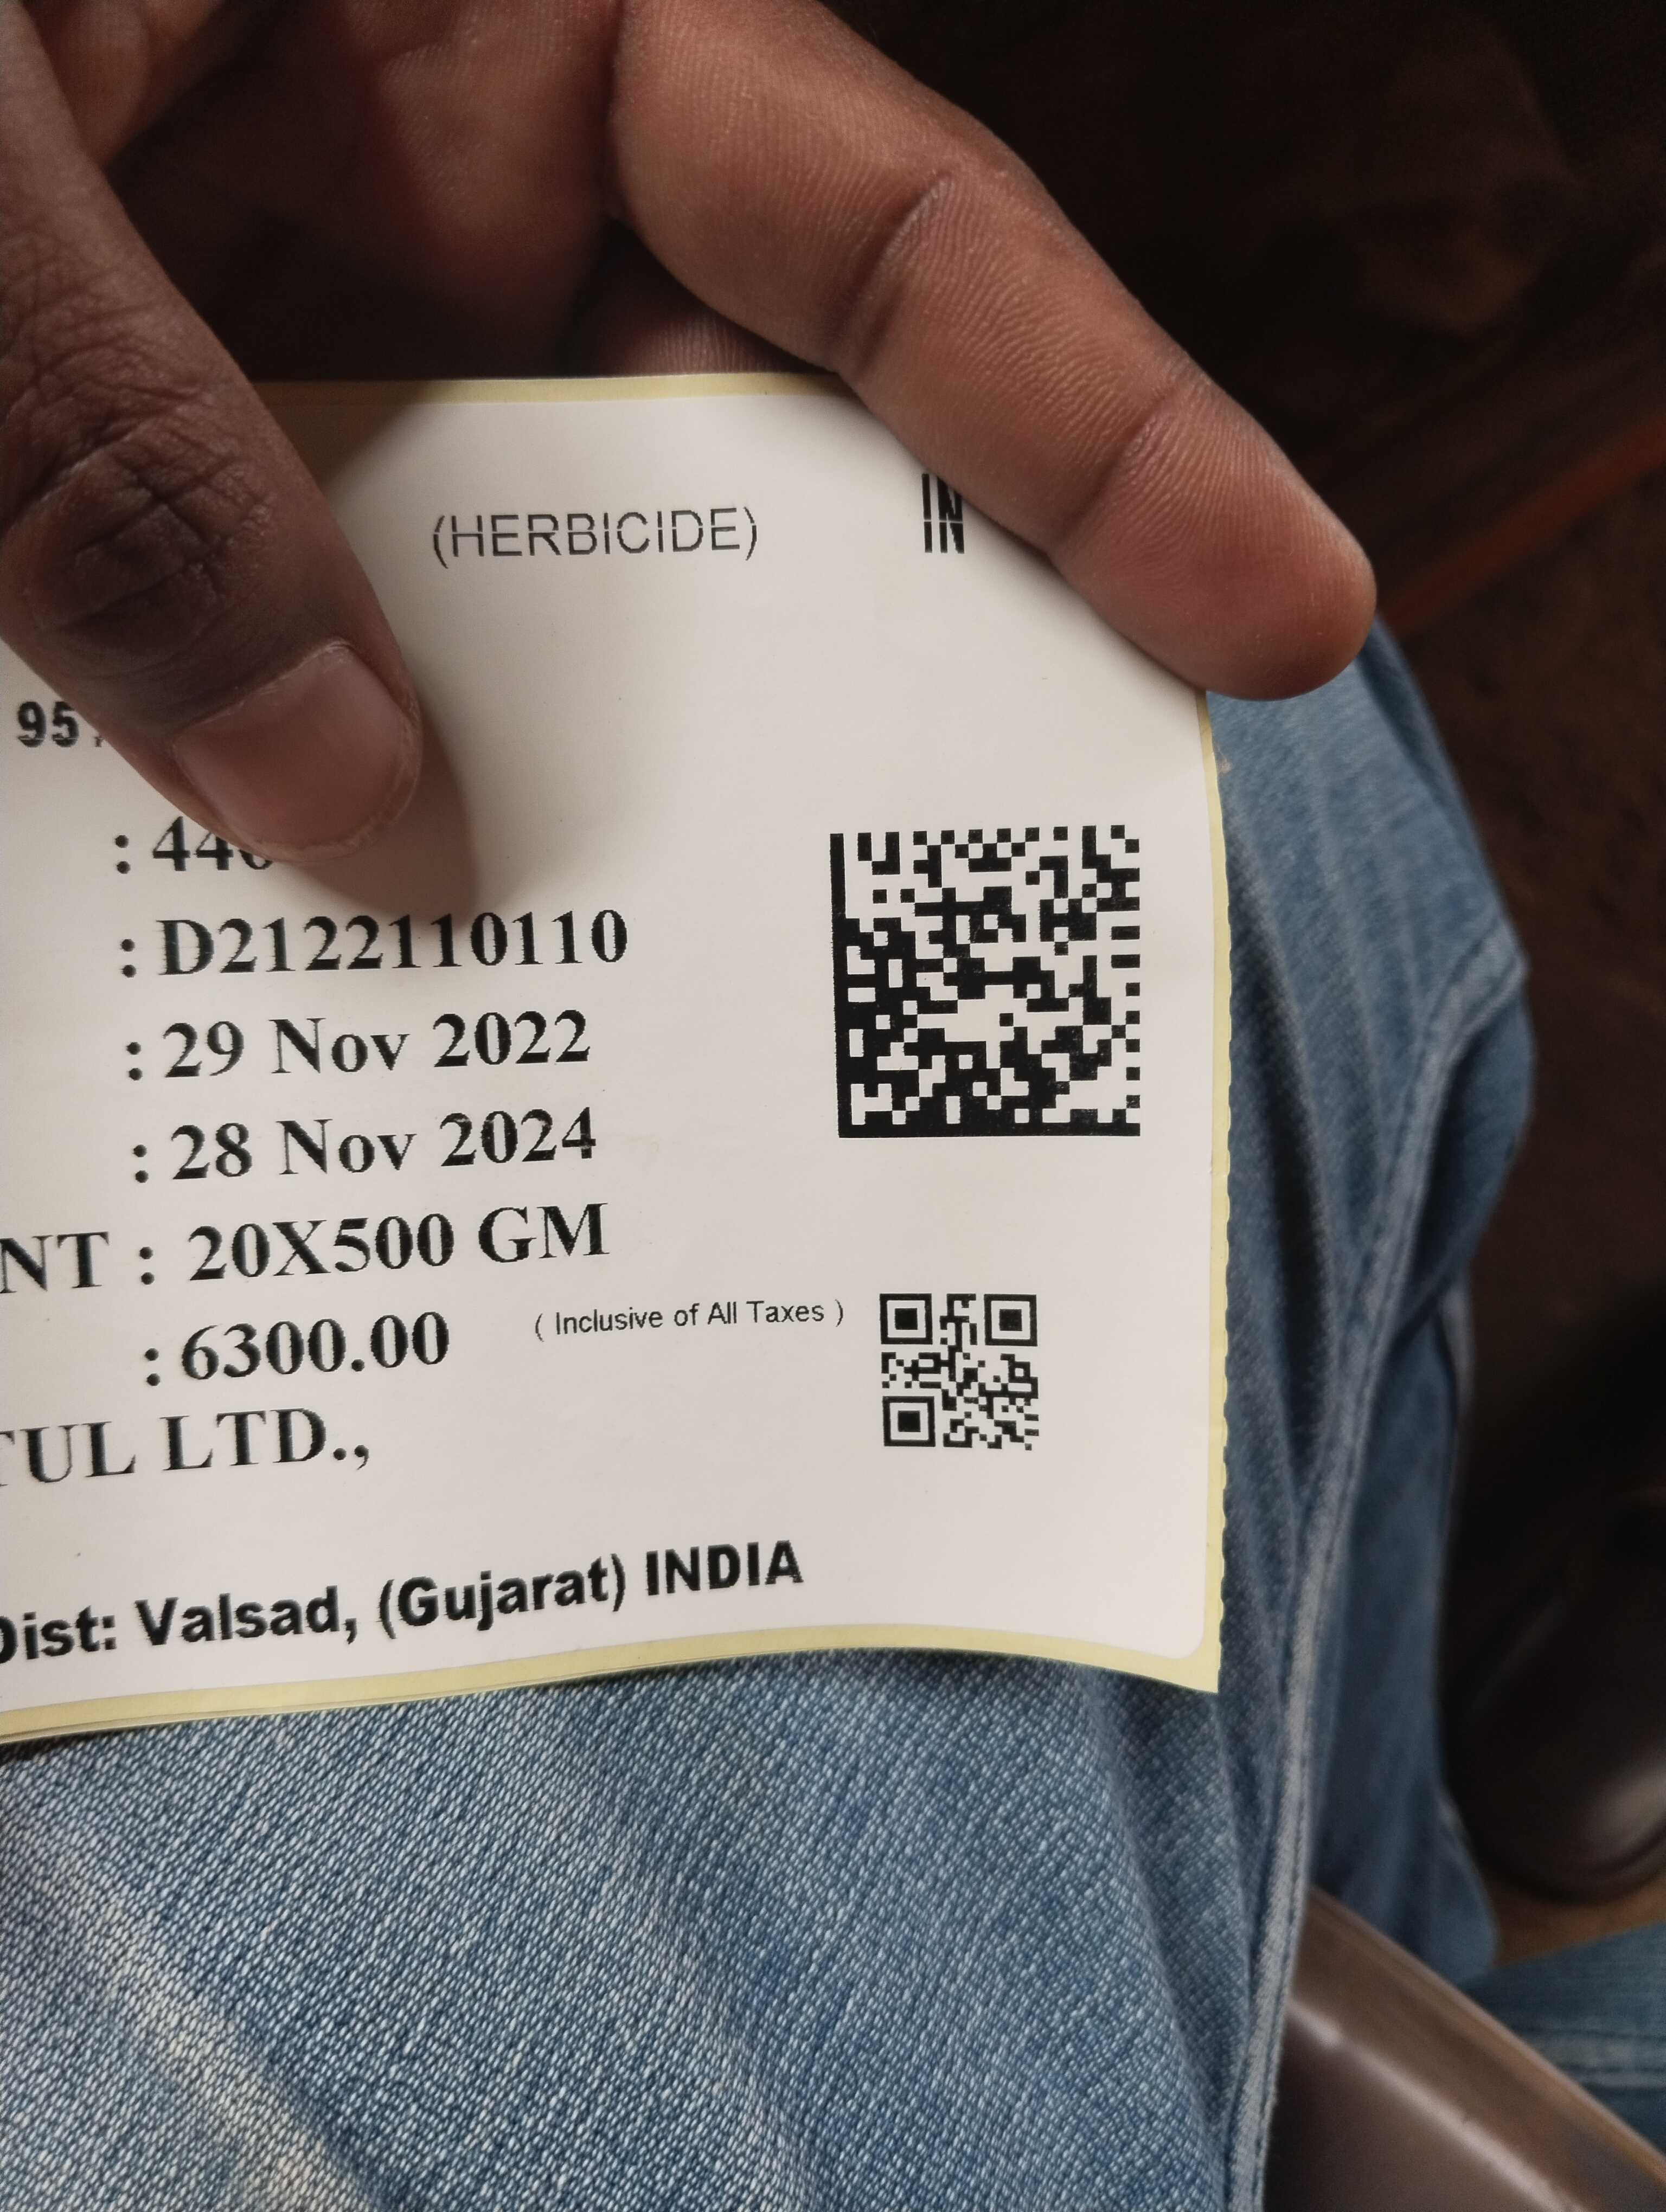 (HERBICIDE) IN
95
: 44
: D2122110110
: 29 Nov 2022
: 28 Nov 2024
NT : 20X500 GM
: 6300.00 ( Inclusive of All Taxes )
TUL LTD.,
Dist: Valsad, (Gujarat) INDIA